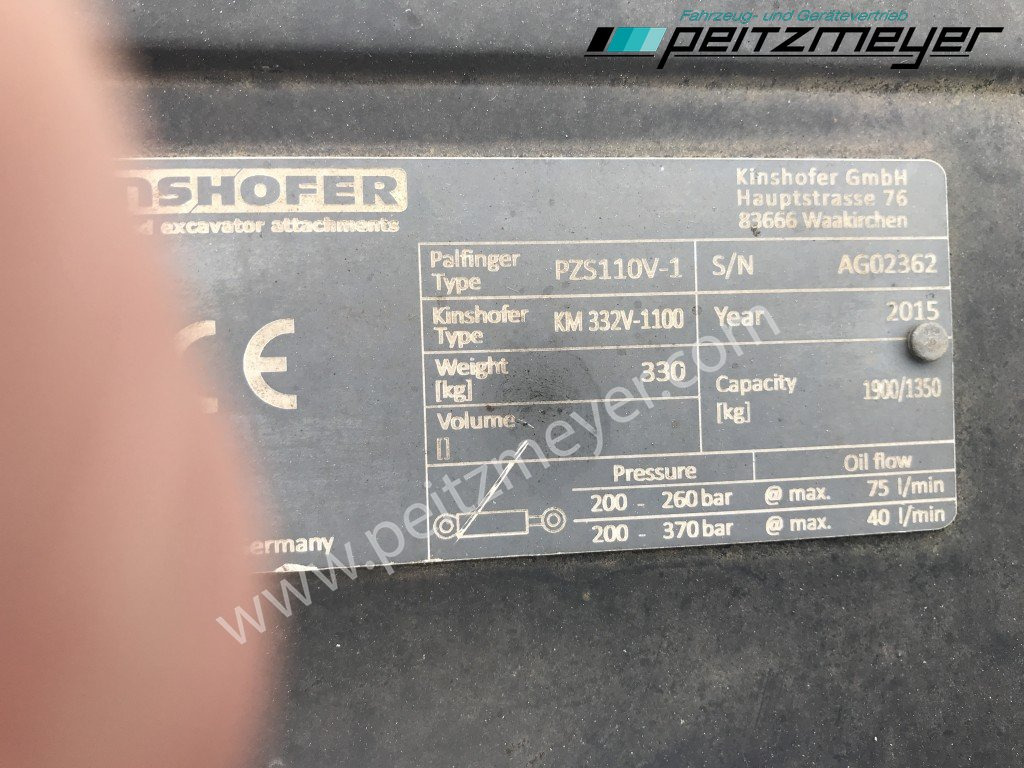 Fahrzeug- und Gerätevertrieb
peitzmeyer
KINSHOFER
excavator attachments
Kinshofer GmbH
Hauptstrasse 76
83666 Waakirchen
Palfinger Type PZS110V-1 S/N AG02362
Kinshofer Type KM 332V-1100 Year 2015
Weight [kg] 330 Capacity [kg] 1900/1350
Volume []
Pressure Oil flow
200 - 260 bar @ max. 75 l/min
200 - 370 bar @ max. 40 l/min
CE
ermany
www.peitzmeyer.com